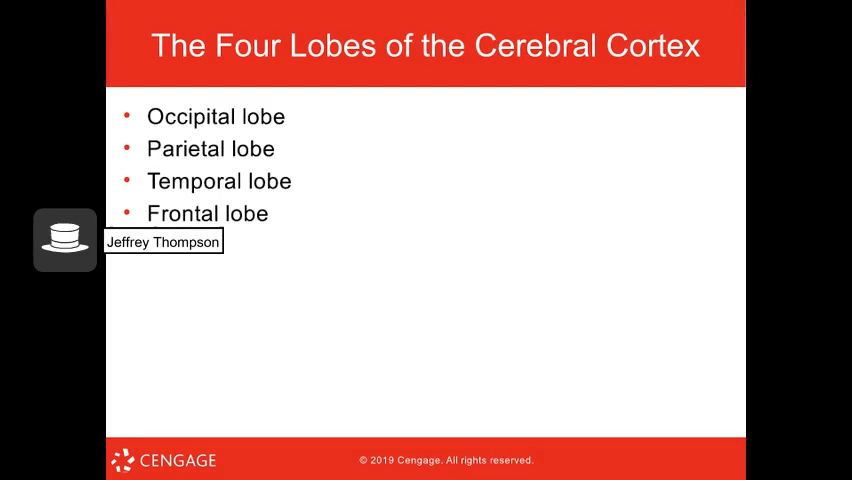 The Four Lobes of the Cerebral Cortex
• Occipital lobe
• Parietal lobe
• Temporal lobe
• Frontal lobe
Jeffrey Thompson
CENGAGE
© 2019 Cengage. All rights reserved.